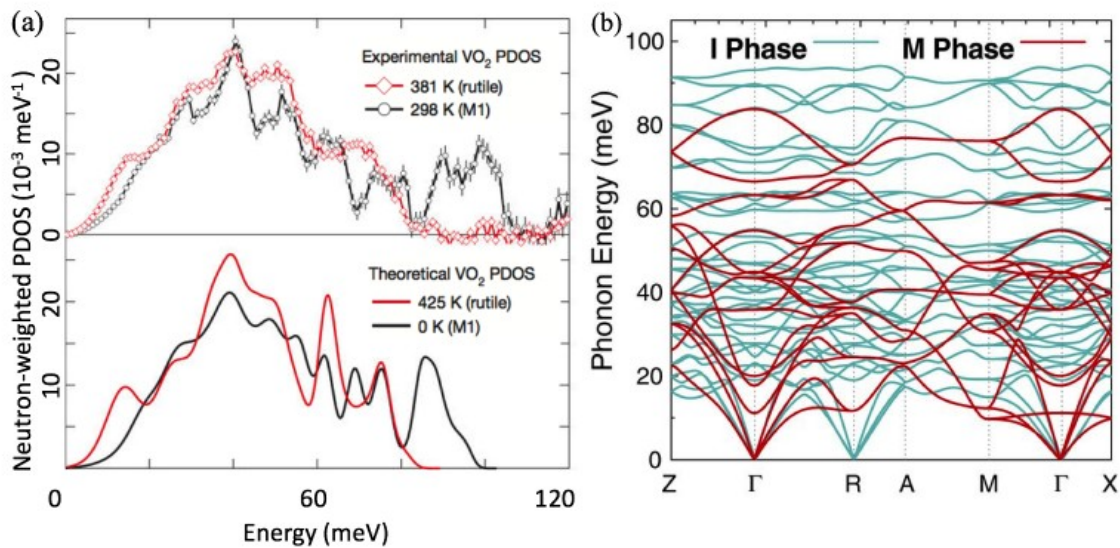 (a)
Neutron-weighted PDOS (10⁻³ meV⁻¹)
20
10
0
Experimental VO₂ PDOS
381 K (rutile)
298 K (M1)
20
10
Theoretical VO₂ PDOS
425 K (rutile)
0 K (M1)
0
60
120
Energy (meV)
(b)
Phonon Energy (meV)
100
80
60
40
20
0
I Phase
M Phase
Z
Γ
R
A
M
Γ
X